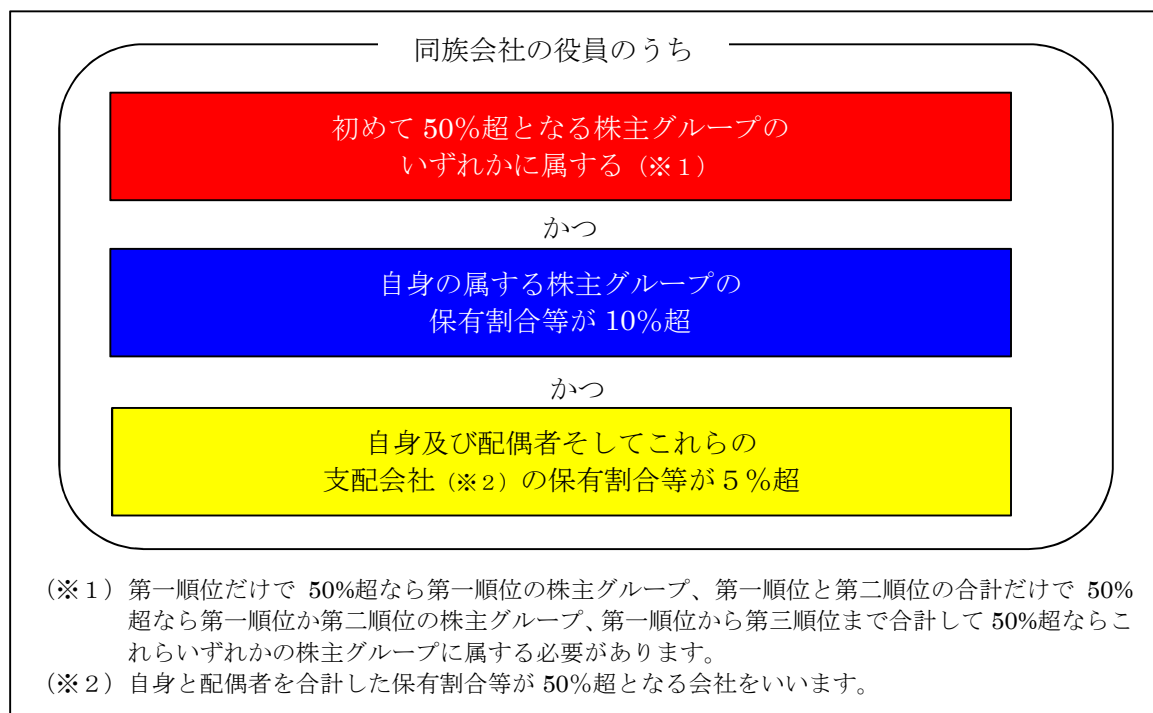 同族会社の役員のうち
初めて 50%超となる株主グループの
いずれかに属する（※１）
かつ
自身の属する株主グループの
保有割合等が 10%超
かつ
自身及び配偶者そしてこれらの
支配会社（※２）の保有割合等が５%超
（※１）第一順位だけで 50%超なら第一順位の株主グループ、第一順位と第二順位の合計だけで 50%
超なら第一順位か第二順位の株主グループ、第一順位から第三順位まで合計して 50%超ならこ
れらいずれかの株主グループに属する必要があります。
（※２）自身と配偶者を合計した保有割合等が 50%超となる会社をいいます。